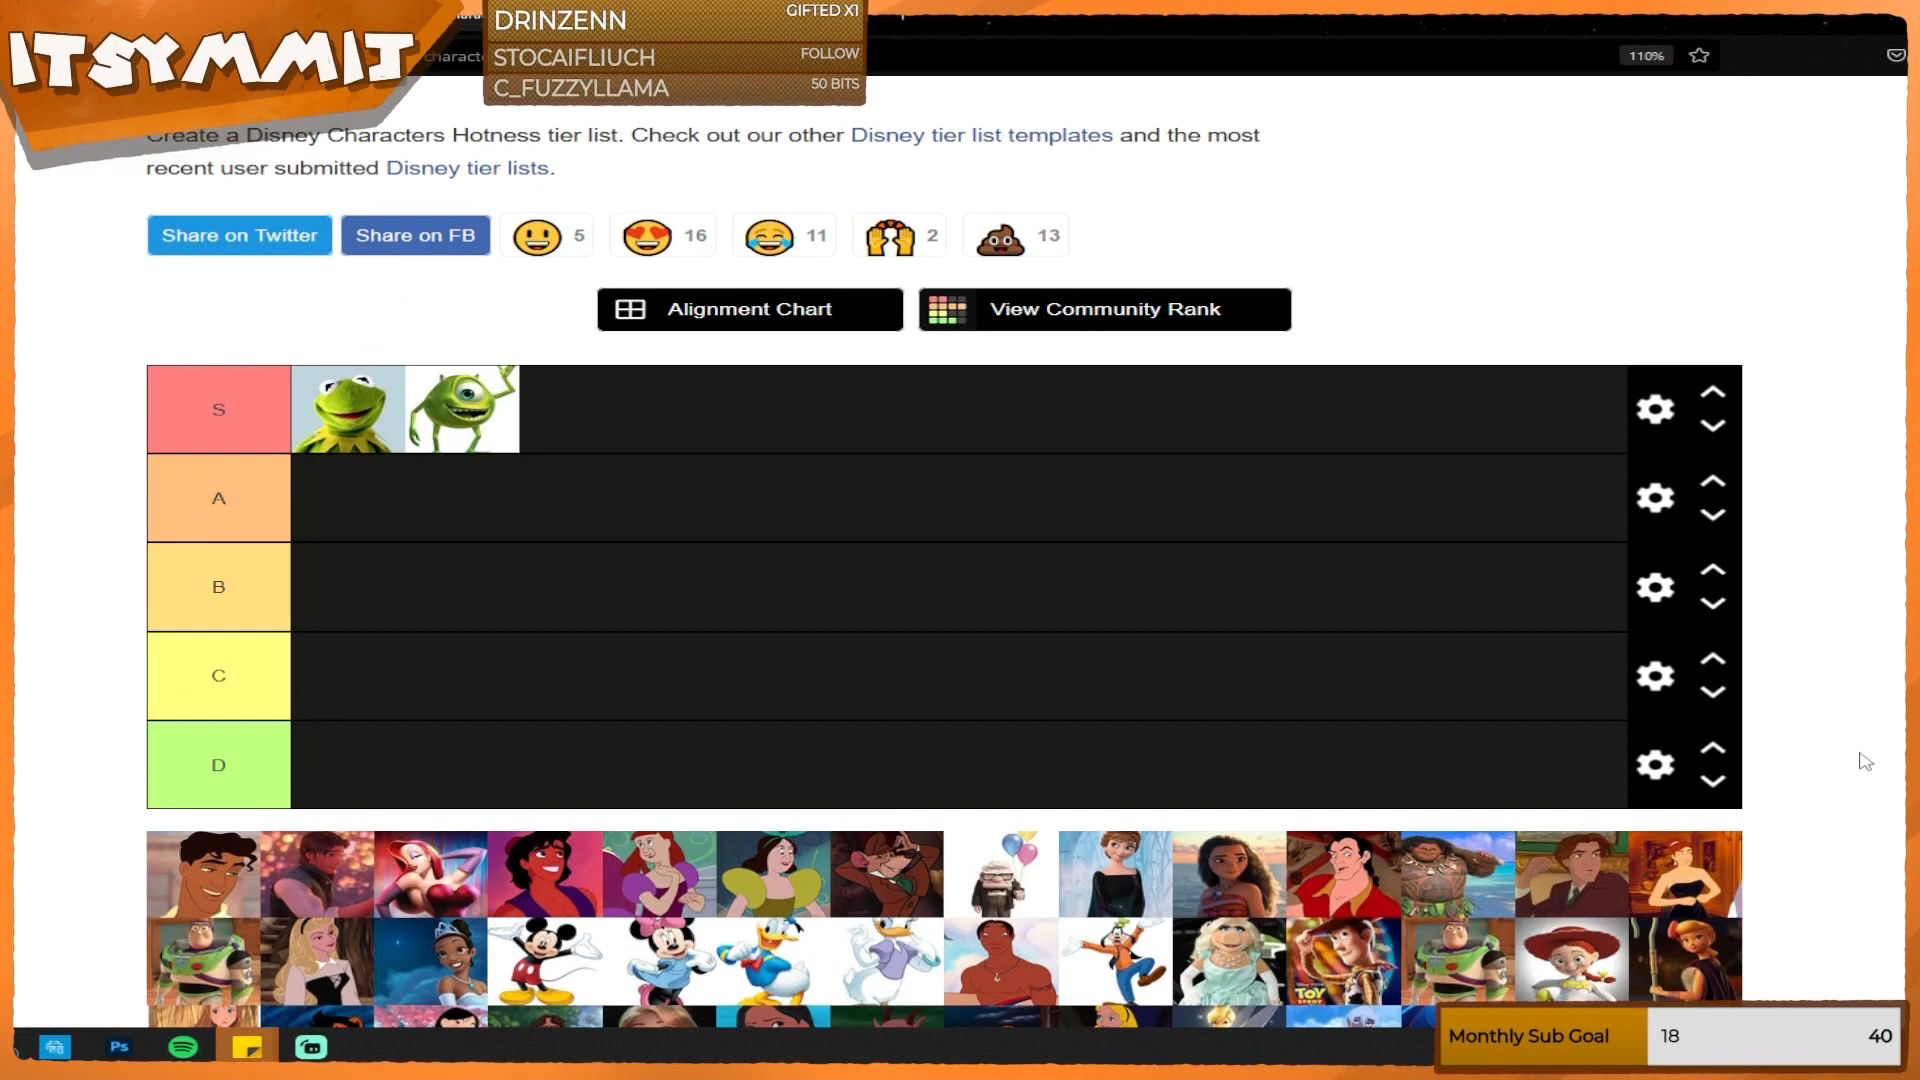 ITSYMMIJ
DRINZENN GIFTED X1
STOCAIFLIUCH FOLLOW
C_FUZZYLLAMA 50 BITS
110%
Create a Disney Characters Hotness tier list. Check out our other Disney tier list templates and the most
recent user submitted Disney tier lists.
Share on Twitter Share on FB 5 16 11 2 13
Alignment Chart View Community Rank
S
A
B
C
D
TOY
STORY
Ps
Monthly Sub Goal 18 40